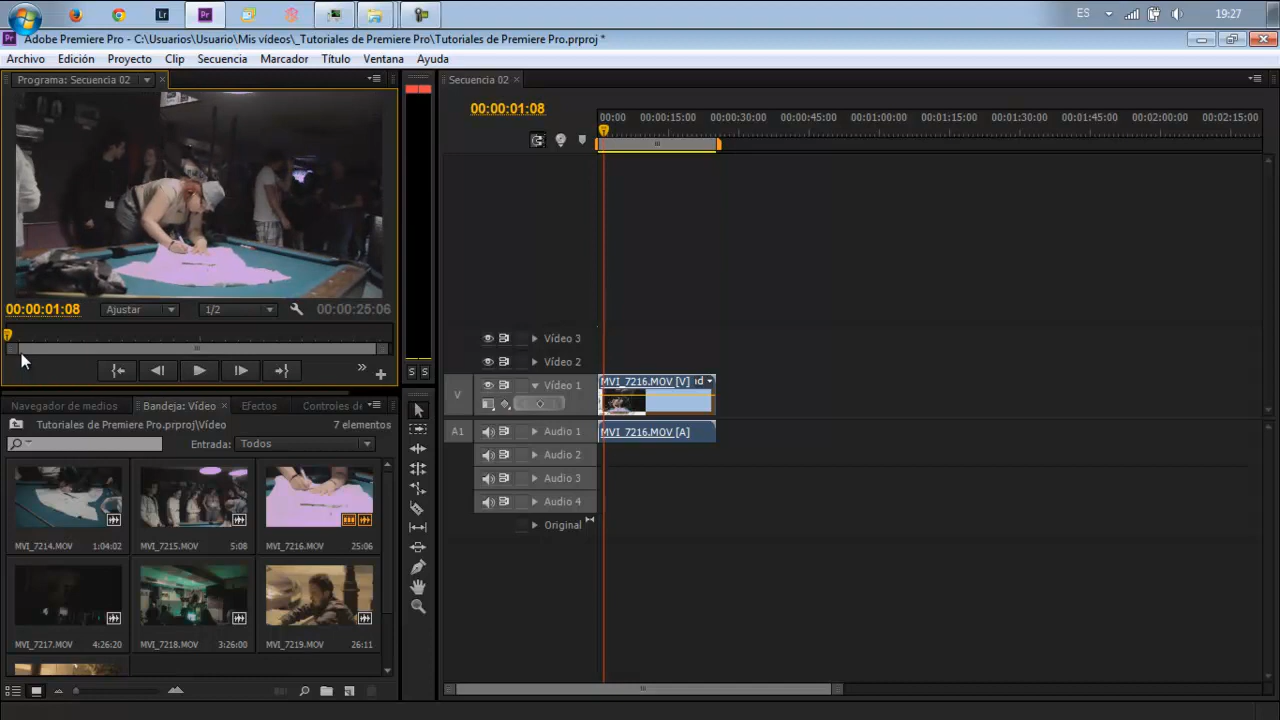 ES
19:27
Adobe Premiere Pro - C:\Usuarios\Usuario\Mis vídeos\_Tutoriales de Premiere Pro\Tutoriales de Premiere Pro.prproj *
Archivo Edición Proyecto Clip Secuencia Marcador Título Ventana Ayuda
Programa: Secuencia 02
Secuencia 02
00:00:01:08
00:00 00:00:15:00 00:00:30:00 00:00:45:00 00:01:00:00 00:01:15:00 00:01:30:00 00:01:45:00 00:02:00:00 00:02:15:00
00:00:01:08 Ajustar 1/2 00:00:25:06
S S
Vídeo 3
Vídeo 2
V Vídeo 1 MVI_7216.MOV [V]
A1 Audio 1 MVI_7216.MOV [A]
Audio 2
Audio 3
Audio 4
Original
Navegador de medios Bandeja: Vídeo Efectos Controles de
Tutoriales de Premiere Pro.prproj\Vídeo 7 elementos
Entrada: Todos
MVI_7214.MOV 1:04:02 MVI_7215.MOV 5:08 MVI_7216.MOV 25:06
MVI_7217.MOV 4:26:20 MVI_7218.MOV 3:26:00 MVI_7219.MOV 26:11